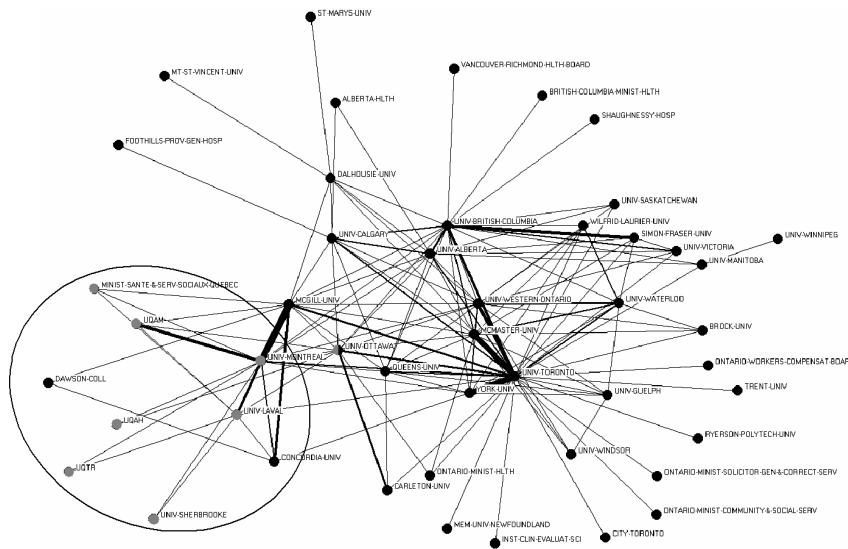 ST-MARYS-UNIV
VANCOUVER-RICHMOND-HLTH-BOARD
MT-ST-VINCENT-UNIV
BRITISH-COLUMBIA-MINIST-HLTH
ALBERTA-HLTH
SHAUGHNESSY-HOSP
FOOTHILLS-PROV-GEN-HOSP
DALHOUSIE-UNIV
UNIV-SASKATCHEWAN
UNIV-BRITISH-COLUMBIA
WILFRID-LAURIER-UNIV
UNIV-CALGARY
SIMON-FRASER-UNIV
UNIV-WINNIPEG
UNIV-ALBERTA
UNIV-VICTORIA
UNIV-MANITOBA
MINIST-SANTE-&-SERV-SOCIAUX-QUEBEC
MCGILL-UNIV
UNIV-WESTERN-ONTARIO
UNIV-WATERLOO
UQAM
MCMASTER-UNIV
BROCK-UNIV
UNIV-OTTAWA
UNIV-MONTREAL
ONTARIO-WORKERS-COMPENSAT-BOAR
QUEENS-UNIV
UNIV-TORONTO
DAWSON-COLL
YORK-UNIV
UNIV-GUELPH
TRENT-UNIV
UNIV-LAVAL
UQAH
RYERSON-POLYTECH-UNIV
UNIV-WINDSOR
CONCORDIA-UNIV
UQTR
ONTARIO-MINIST-HLTH
ONTARIO-MINIST-SOLICITOR-GEN-&-CORRECT-SERV
CARLETON-UNIV
UNIV-SHERBROOKE
ONTARIO-MINIST-COMMUNITY-&-SOCIAL-SERV
MEM-UNIV-NEWFOUNDLAND
CITY-TORONTO
INST-CLIN-EVALUAT-SCI